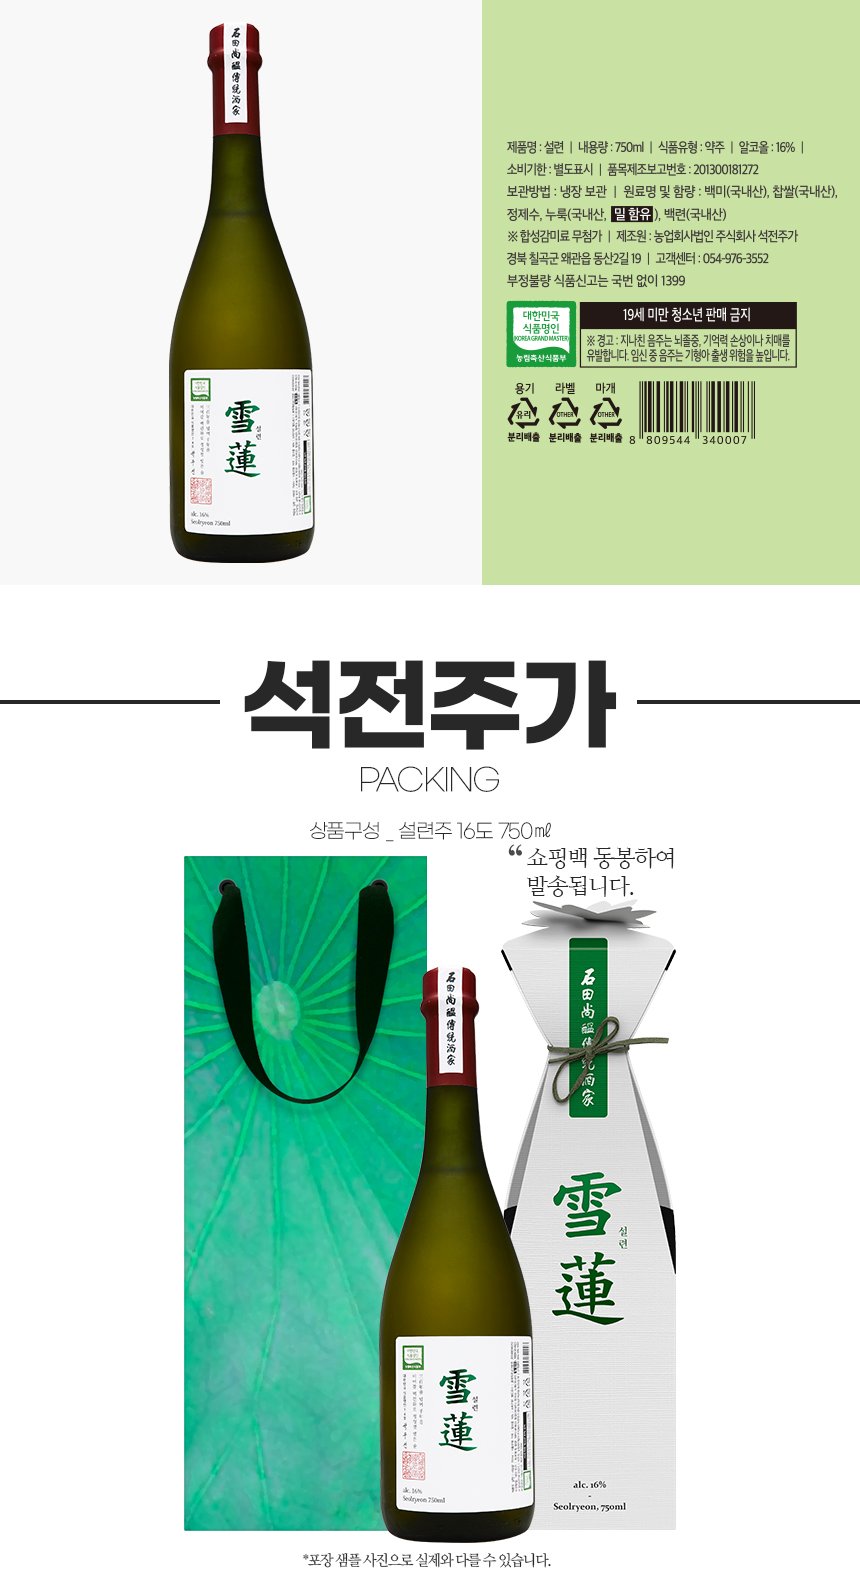 石田尙醞傳統酒家
雪蓮
설련
alc. 16%
Seolryeon 750ml
제품명 : 설련 | 내용량 : 750ml | 식품유형 : 약주 | 알코올 : 16% |
소비기한 : 별도표시 | 품목제조보고번호 : 201300181272
보관방법 : 냉장 보관 | 원료명 및 함량 : 백미(국내산), 찹쌀(국내산),
정제수, 누룩(국내산, 밀 함유), 백련(국내산)
※ 합성감미료 무첨가 | 제조원 : 농업회사법인 주식회사 석전주가
경북 칠곡군 왜관읍 동산2길 19 | 고객센터 : 054-976-3552
부정불량 식품신고는 국번 없이 1399
대한민국
식품명인
(KOREA GRAND MASTER)
농림축산식품부
19세 미만 청소년 판매 금지
※ 경고 : 지나친 음주는 뇌졸중, 기억력 손상이나 치매를
유발합니다. 임신 중 음주는 기형아 출생 위험을 높입니다.
용기 라벨 마개
유리 OTHER OTHER
분리배출 분리배출 분리배출
8 809544 340007
석전주가
PACKING
상품구성 _ 설련주 16도 750㎖
“ 쇼핑백 동봉하여
발송됩니다.
石田尙醞傳統酒家
石田尙醞傳統酒家
雪蓮
설련
雪蓮
설련
alc. 16%
Seolryeon 750ml
alc. 16%
-
Seolryeon, 750ml
*포장 샘플 사진으로 실제와 다를 수 있습니다.